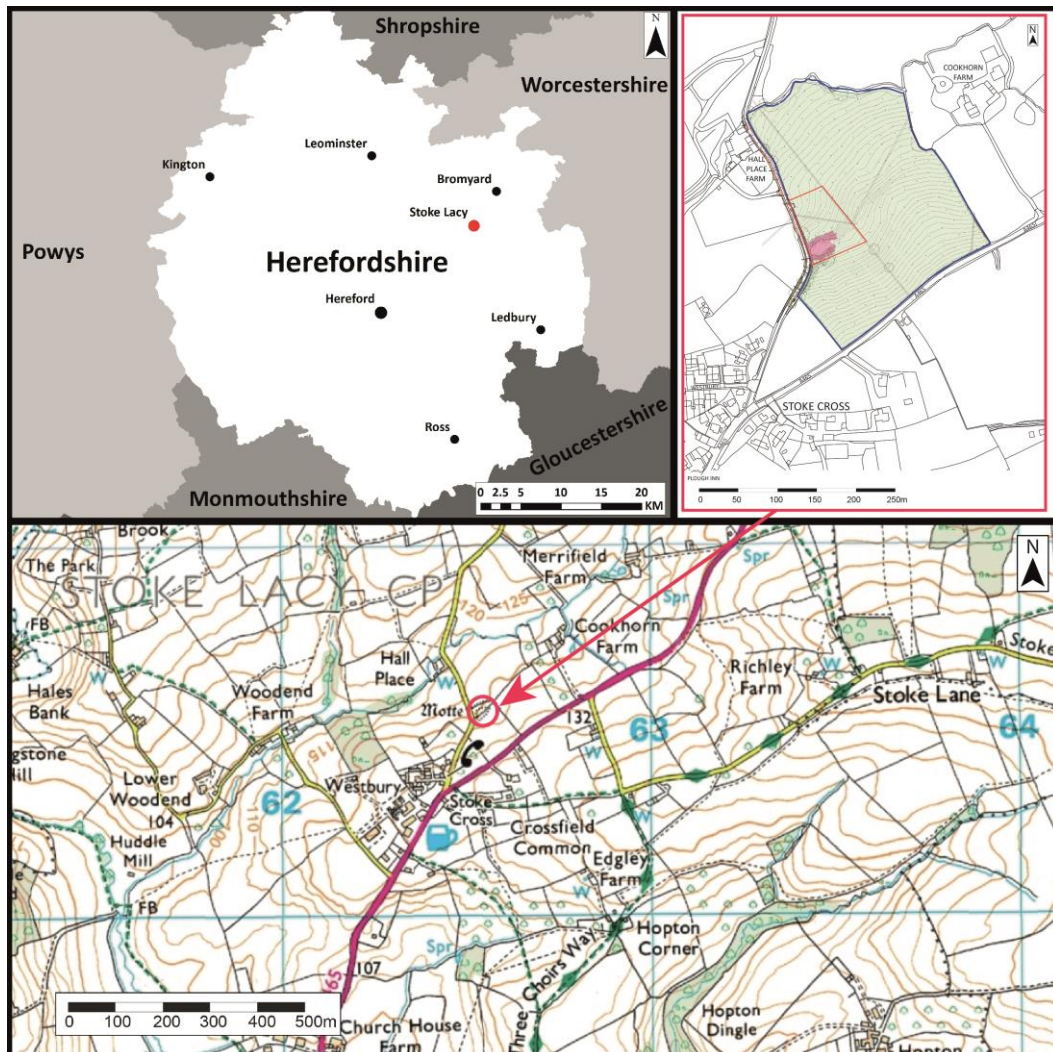 Shropshire
N
Worcestershire
Leominster
Kington
Bromyard
Stoke Lacy
Powys
Herefordshire
Hereford
Ledbury
Ross
Gloucestershire
Monmouthshire
0 2.5 5 10 15 20
KM
N
COOKHORN
FARM
HALL
PLACE
FARM
STOKE CROSS
PLOUGH INN
0 50 100 150 200 250m
Brook
The Park
STOKE LACY CP
FB
W
Hales
Bank
Woodend
Farm
Hall
Place
W
120
125
Merrifield
Farm
Spr
Spr
Cookhorn
Farm
N
Motte
132
63
W
Richley
Farm
W
Stoke
Stoke Lane
64
Lower
Woodend
104
62
115
110
100
Huddle
Mill
Westbury
Stoke
Cross
Crossfield
Common
W
Edgley
Farm
W
FB
Spr
107
Hopton
Corner
Three Choirs Way
Hopton
Dingle
Church House
Farm
0 100 200 300 400 500m